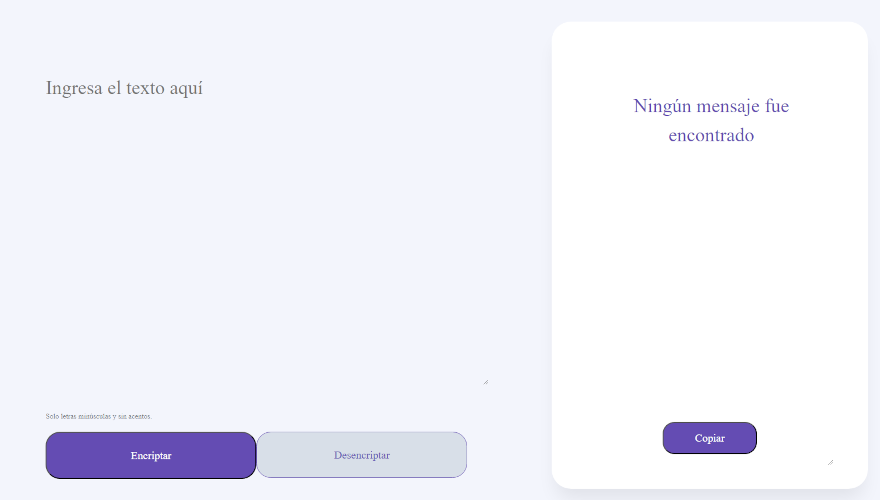 Ingresa el texto aquí
Solo letras minúsculas y sin acentos.
Encriptar
Desencriptar
Ningún mensaje fue
encontrado
Copiar